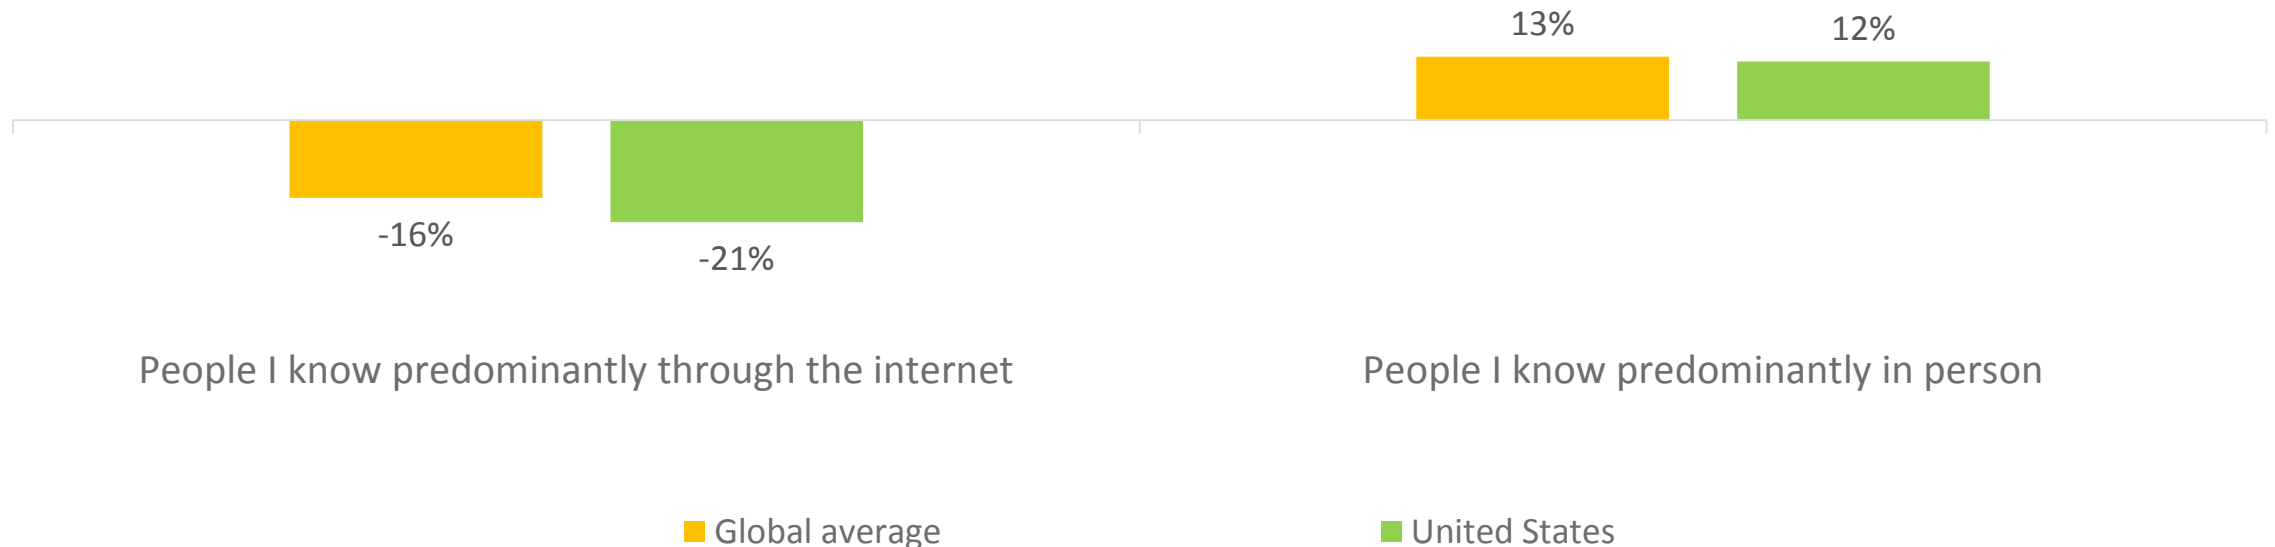 13%
12%
-16%
-21%
People I know predominantly through the internet
People I know predominantly in person
Global average
United States